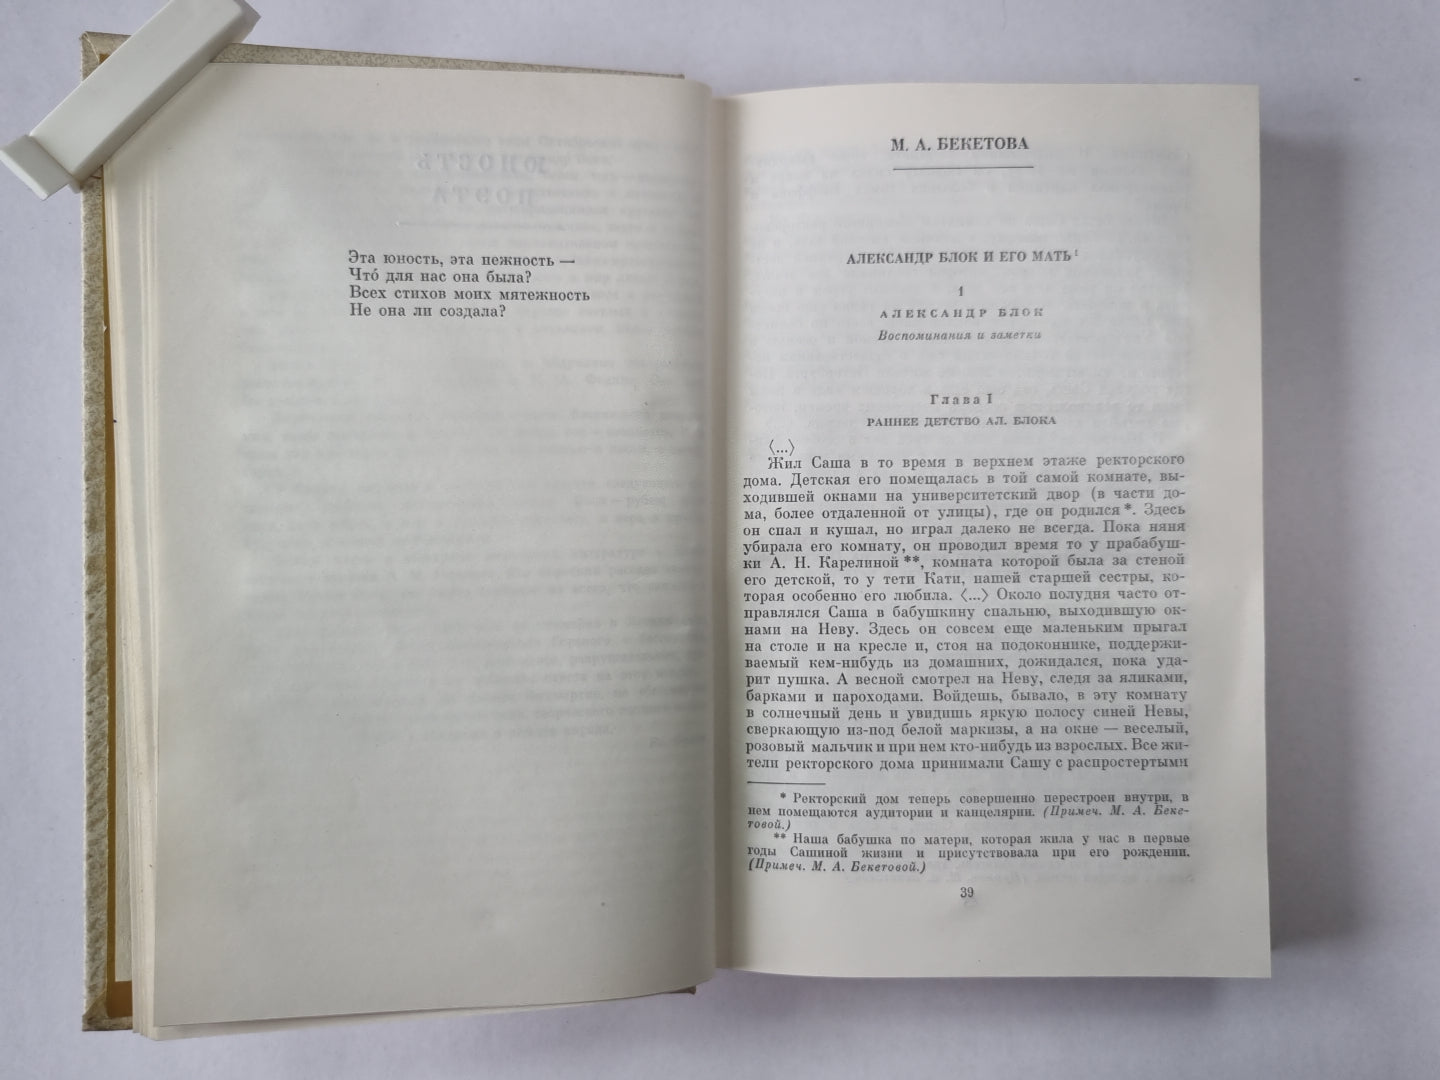 Эта юность, эта нежность —
Что́ для нас она была?
Всех стихов моих мятежность
Не она ли создала?
М. А. БЕКЕТОВА
АЛЕКСАНДР БЛОК И ЕГО МАТЬ¹
1
АЛЕКСАНДР БЛОК
Воспоминания и заметки
Глава I
РАННЕЕ ДЕТСТВО АЛ. БЛОКА
〈...〉
Жил Саша в то время в верхнем этаже ректорского
дома. Детская его помещалась в той самой комнате, вы-
ходившей окнами на университетский двор (в части до-
ма, более отдаленной от улицы), где он родился *. Здесь
он спал и кушал, но играл далеко не всегда. Пока няня
убирала его комнату, он проводил время то у прабабуш-
ки А. Н. Карелиной **, комната которой была за стеной
его детской, то у тети Кати, нашей старшей сестры, ко-
торая особенно его любила. 〈...〉 Около полудня часто от-
правлялся Саша в бабушкину спальню, выходившую ок-
нами на Неву. Здесь он совсем еще маленьким прыгал
на столе и на кресле и, стоя на подоконнике, поддержи-
ваемый кем-нибудь из домашних, дожидался, пока уда-
рит пушка. А весной смотрел на Неву, следя за яликами,
барками и пароходами. Войдешь, бывало, в эту комнату
в солнечный день и увидишь яркую полосу синей Невы,
сверкающую из-под белой маркизы, а на окне — веселый,
розовый мальчик и при нем кто-нибудь из взрослых. Все жи-
тели ректорского дома принимали Сашу с распростертыми
* Ректорский дом теперь совершенно перестроен внутри, в
нем помещаются аудитории и канцелярии. (Примеч. М. А. Беке-
товой.)
** Наша бабушка по матери, которая жила у нас в первые
годы Сашиной жизни и присутствовала при его рождении.
(Примеч. М. А. Бекетовой.)
39